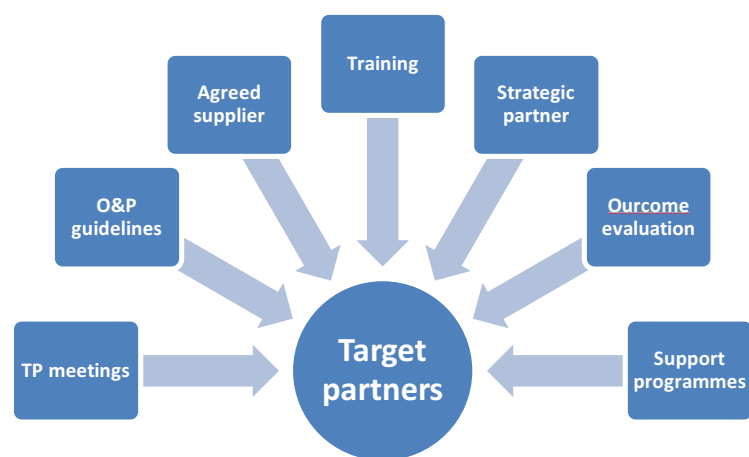 Training
Agreed
supplier
Strategic
partner
O&P
guidelines
Ourcome
evaluation
TP meetings
Target
partners
Support
programmes